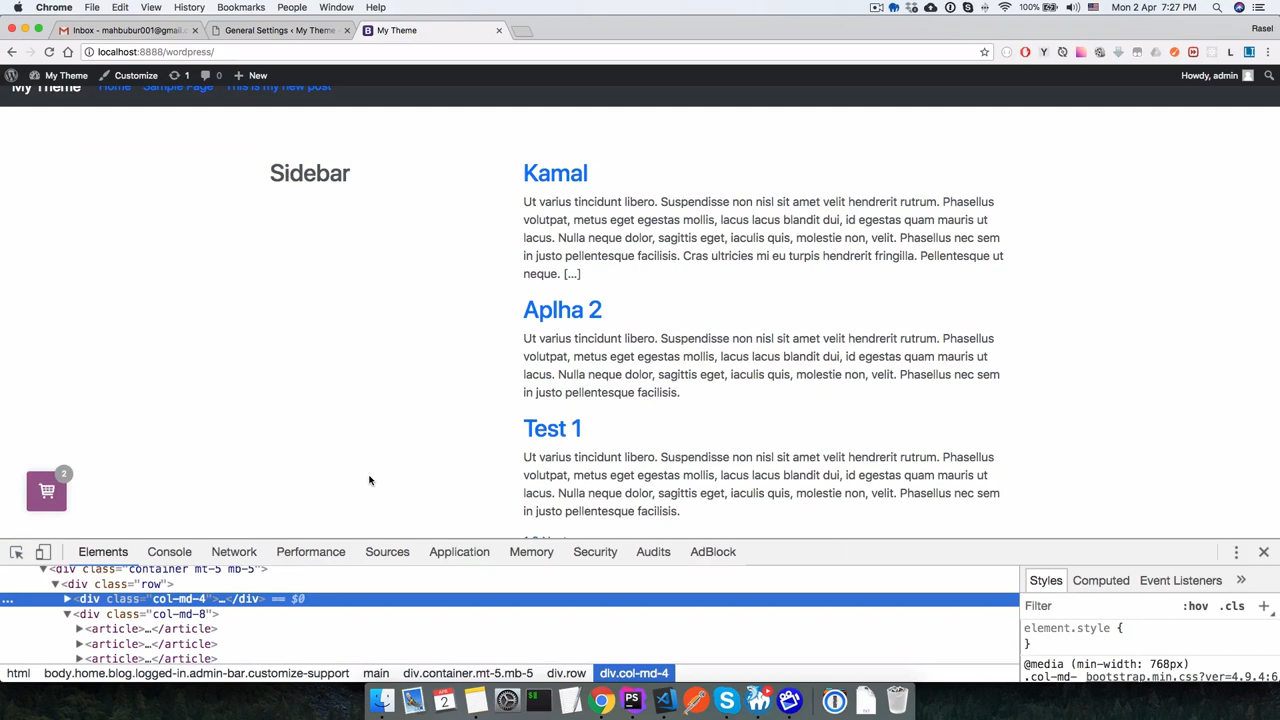 Chrome File Edit View History Bookmarks People Window Help 100% Mon 2 Apr 7:27 PM
Inbox - mahbubur001@gmail.c General Settings ‹ My Theme - My Theme Rasel
localhost:8888/wordpress/
My Theme Customize 1 0 New Howdy, admin
My Theme Home Sample Page This is my new post
Sidebar
Kamal
Ut varius tincidunt libero. Suspendisse non nisl sit amet velit hendrerit rutrum. Phasellus
volutpat, metus eget egestas mollis, lacus lacus blandit dui, id egestas quam mauris ut
lacus. Nulla neque dolor, sagittis eget, iaculis quis, molestie non, velit. Phasellus nec sem
in justo pellentesque facilisis. Cras ultricies mi eu turpis hendrerit fringilla. Pellentesque ut
neque. […]
Aplha 2
Ut varius tincidunt libero. Suspendisse non nisl sit amet velit hendrerit rutrum. Phasellus
volutpat, metus eget egestas mollis, lacus lacus blandit dui, id egestas quam mauris ut
lacus. Nulla neque dolor, sagittis eget, iaculis quis, molestie non, velit. Phasellus nec sem
in justo pellentesque facilisis.
Test 1
Ut varius tincidunt libero. Suspendisse non nisl sit amet velit hendrerit rutrum. Phasellus
volutpat, metus eget egestas mollis, lacus lacus blandit dui, id egestas quam mauris ut
lacus. Nulla neque dolor, sagittis eget, iaculis quis, molestie non, velit. Phasellus nec sem
in justo pellentesque facilisis.
2
Elements Console Network Performance Sources Application Memory Security Audits AdBlock
<div class="container mt-5 mb-5">
<div class="row">
<div class="col-md-4">…</div> == $0
<div class="col-md-8">
<article>…</article>
<article>…</article>
<article>…</article>
Styles Computed Event Listeners »
Filter :hov .cls +
element.style {
}
@media (min-width: 768px)
.col-md- bootstrap.min.css?ver=4.9.4:6
html body.home.blog.logged-in.admin-bar.customize-support main div.container.mt-5.mb-5 div.row div.col-md-4